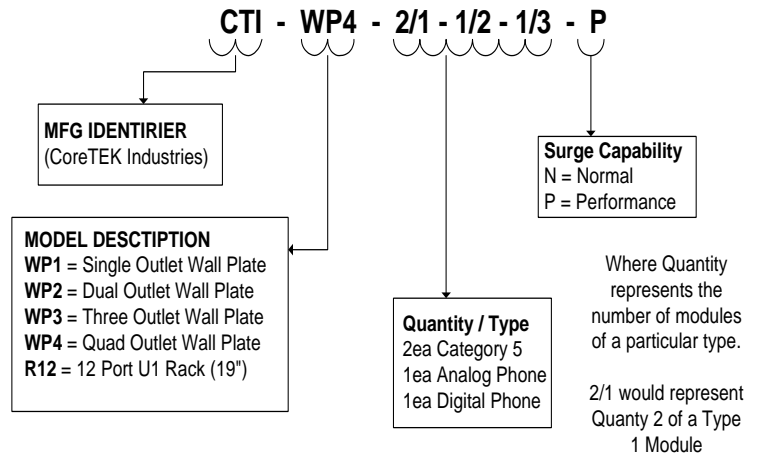 CTI - WP4 - 2/1 - 1/2 - 1/3 - P
MFG IDENTIRIER
(CoreTEK Industries)
Surge Capability
N = Normal
P = Performance
MODEL DESCTIPTION
WP1 = Single Outlet Wall Plate
WP2 = Dual Outlet Wall Plate
WP3 = Three Outlet Wall Plate
WP4 = Quad Outlet Wall Plate
R12 = 12 Port U1 Rack (19")
Quantity / Type
2ea Category 5
1ea Analog Phone
1ea Digital Phone
Where Quantity
represents the
number of modules
of a particular type.
2/1 would represent
Quanty 2 of a Type
1 Module